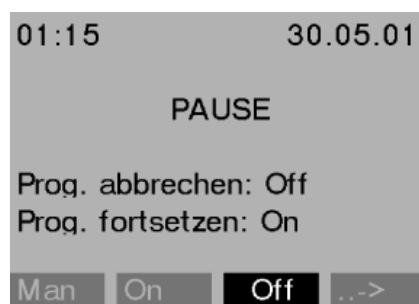 01:15 30.05.01
PAUSE
Prog. abbrechen: Off
Prog. fortsetzen: On
Man On Off ..->